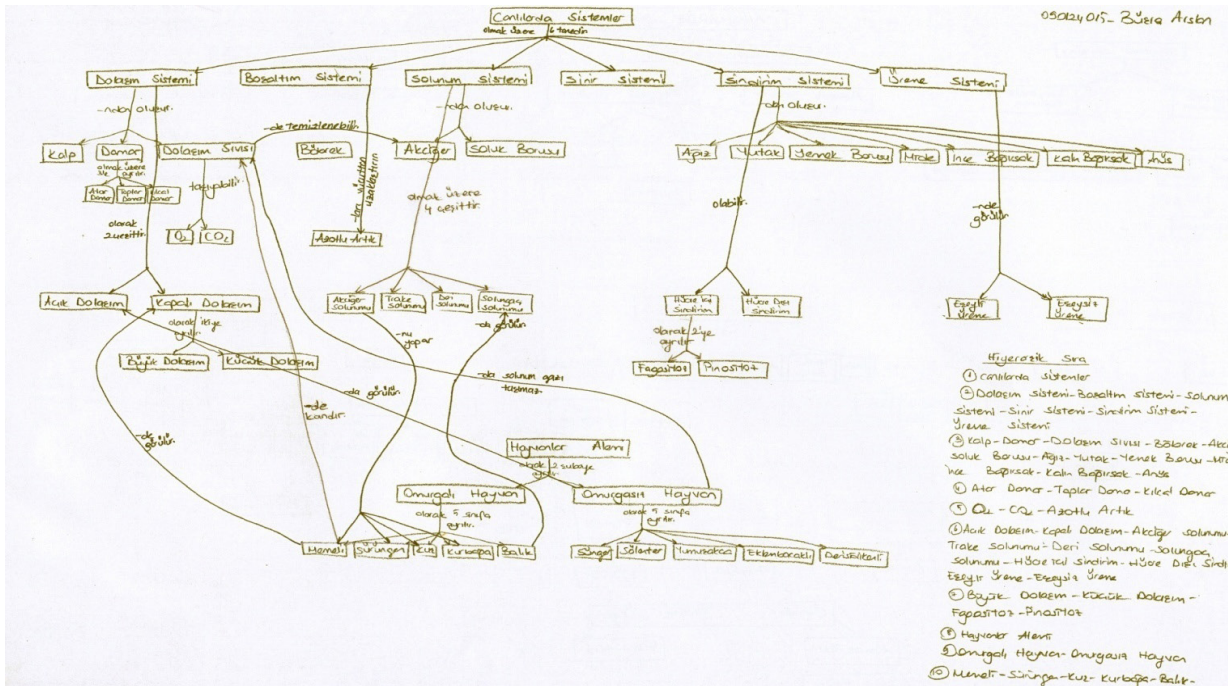 050124015- Büşra Arslan
Canlılarda Sistemler
olmak üzere 6 tanedir
Dolaşım Sistemi
Boşaltım Sistemi
Solunum Sistemi
Sinir Sistemi
Sindirim Sistemi
Üreme Sistemi
-nden oluşur.
-ndan oluşur.
-den oluşur.
-de temizlenebilir
Kalp
Damar
Dolaşım Sıvısı
Böbrek
Akciğer
Soluk Borusu
Ağız
Yutak
Yemek Borusu
Mide
İnce Bağırsak
Kalın Bağırsak
Anüs
olmak üzere
ayrılır.
Atar Damar
Toplar Damar
Kılcal Damar
taşıyabilir.
-ları vücuttan uzaklaştırır
olmak üzere
4 çeşittir.
olabilir.
-nde
görülür.
olarak
2 çeşittir.
O₂
CO₂
Azotlu Artık
Açık Dolaşım
Kapalı Dolaşım
Akciğer Solunumu
Trake Solunumu
Deri Solunumu
Solungaç Solunumu
Hücre İçi Sindirim
Hücre Dışı Sindirim
Eşeyli Üreme
Eşeysiz Üreme
olarak ikiye
ayrılır.
-nu
yapar
-da görülür.
olarak 2'ye
ayrılır
Büyük Dolaşım
Küçük Dolaşım
Fagositoz
Pinositoz
-da solunum gazı
taşımaz
-da görülür.
-de
kandır.
-de
görülür.
Hayvanlar Alemi
olarak 2 şubeye
ayrılır
Omurgalı Hayvan
Omurgasız Hayvan
olarak 5 sınıfa
ayrılır.
olarak 5 sınıfa
ayrılır.
Memeli
Sürüngen
Kuş
Kurbağa
Balık
Sünger
Sölenter
Yumuşakça
Eklembacaklı
Derisidikenli
Hiyerarşik Sıra
① Canlılarda Sistemler
② Dolaşım Sistemi-Boşaltım Sistemi-Solunum
Sistemi-Sinir Sistemi-Sindirim Sistemi-
Üreme Sistemi
③ Kalp-Damar-Dolaşım Sıvısı-Böbrek-Akci
Soluk Borusu-Ağız-Yutak-Yemek Borusu-Mide
İnce Bağırsak-Kalın Bağırsak-Anüs
④ Atar Damar-Toplar Damar-Kılcal Damar
⑤ O₂-CO₂-Azotlu Artık
⑥ Açık Dolaşım-Kapalı Dolaşım-Akciğer Solunumu-
Trake Solunumu-Deri Solunumu-Solungaç
Solunumu-Hücre İçi Sindirim-Hücre Dışı Sindi
Eşeyli Üreme-Eşeysiz Üreme
⑦ Büyük Dolaşım-Küçük Dolaşım-
Fagositoz-Pinositoz
⑧ Hayvanlar Alemi
⑨ Omurgalı Hayvan-Omurgasız Hayvan
⑩ Memeli-Sürüngen-Kuş-Kurbağa-Balık-